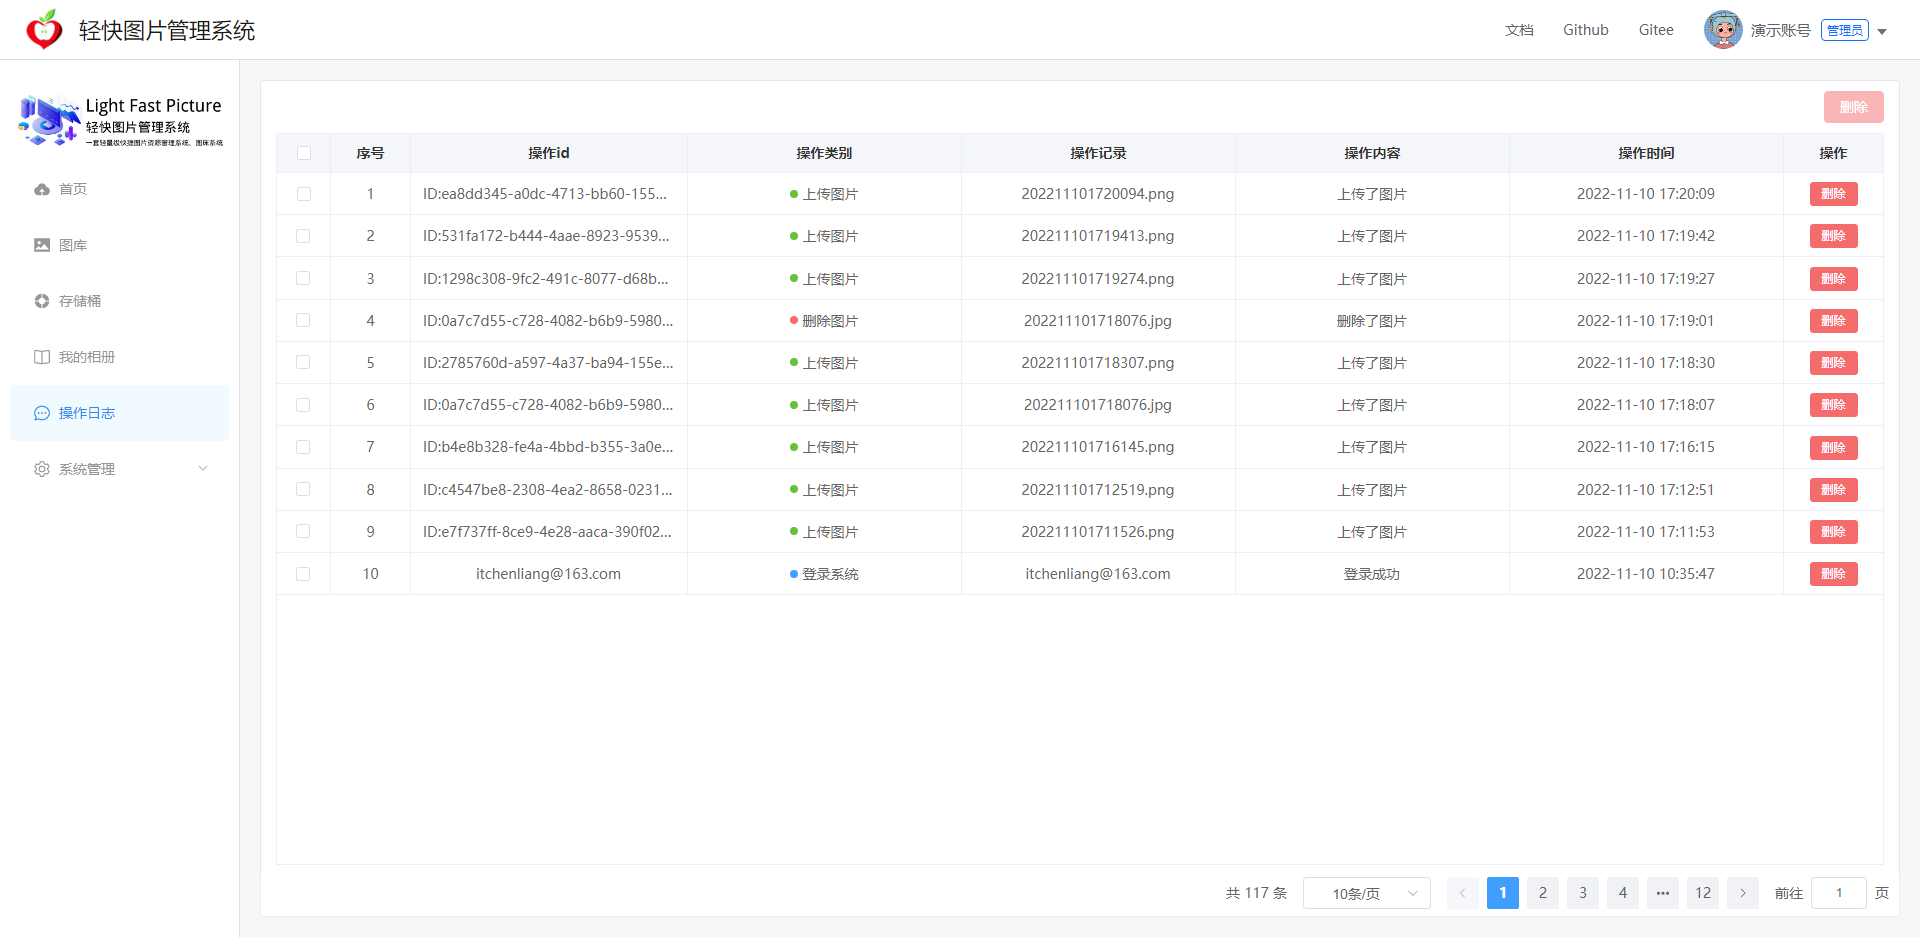 轻快图片管理系统
文档 Github Gitee 演示账号 管理员
Light Fast Picture
轻快图片管理系统
一套轻量级快捷图片资源管理系统、图床系统
首页
图库
存储桶
我的相册
操作日志
系统管理
删除
序号 操作id 操作类别 操作记录 操作内容 操作时间 操作
1 ID:ea8dd345-a0dc-4713-bb60-155... 上传图片 202211101720094.png 上传了图片 2022-11-10 17:20:09 删除
2 ID:531fa172-b444-4aae-8923-9539... 上传图片 202211101719413.png 上传了图片 2022-11-10 17:19:42 删除
3 ID:1298c308-9fc2-491c-8077-d68b... 上传图片 202211101719274.png 上传了图片 2022-11-10 17:19:27 删除
4 ID:0a7c7d55-c728-4082-b6b9-5980... 删除图片 202211101718076.jpg 删除了图片 2022-11-10 17:19:01 删除
5 ID:2785760d-a597-4a37-ba94-155e... 上传图片 202211101718307.png 上传了图片 2022-11-10 17:18:30 删除
6 ID:0a7c7d55-c728-4082-b6b9-5980... 上传图片 202211101718076.jpg 上传了图片 2022-11-10 17:18:07 删除
7 ID:b4e8b328-fe4a-4bbd-b355-3a0e... 上传图片 202211101716145.png 上传了图片 2022-11-10 17:16:15 删除
8 ID:c4547be8-2308-4ea2-8658-0231... 上传图片 202211101712519.png 上传了图片 2022-11-10 17:12:51 删除
9 ID:e7f737ff-8ce9-4e28-aaca-390f02... 上传图片 202211101711526.png 上传了图片 2022-11-10 17:11:53 删除
10 itchenliang@163.com 登录系统 itchenliang@163.com 登录成功 2022-11-10 10:35:47 删除
共 117 条 10条/页 1 2 3 4 ••• 12 前往 1 页